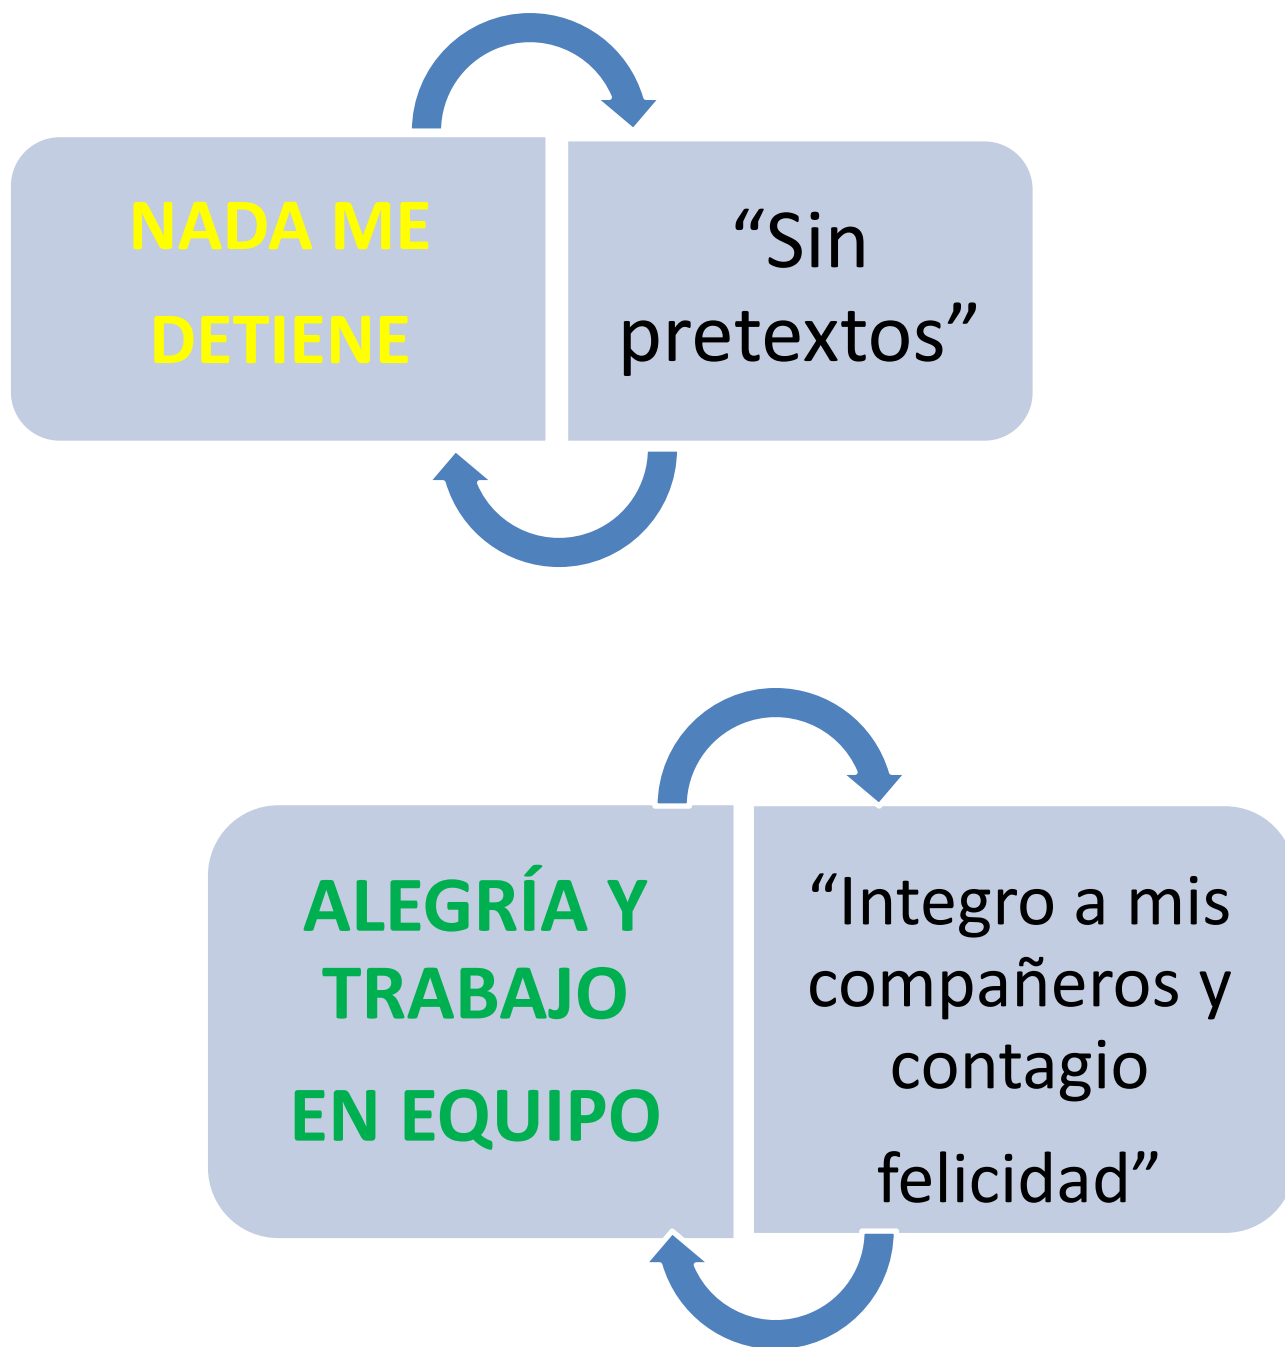 NADA ME
DETIENE
“Sin
pretextos”
ALEGRÍA Y
TRABAJO
EN EQUIPO
“Integro a mis
compañeros y
contagio
felicidad”